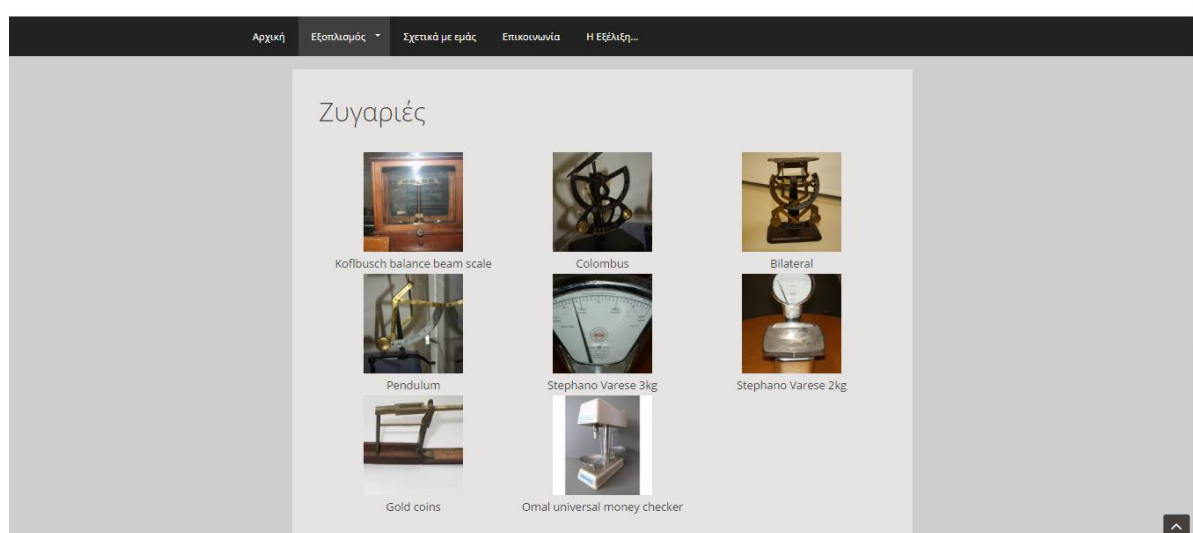 Αρχική Εξοπλισμός Σχετικά με εμάς Επικοινωνία Η Εξέλιξη...
Ζυγαριές
Koflbusch balance beam scale Colombus Bilateral
Pendulum Stephano Varese 3kg Stephano Varese 2kg
Gold coins Omal universal money checker